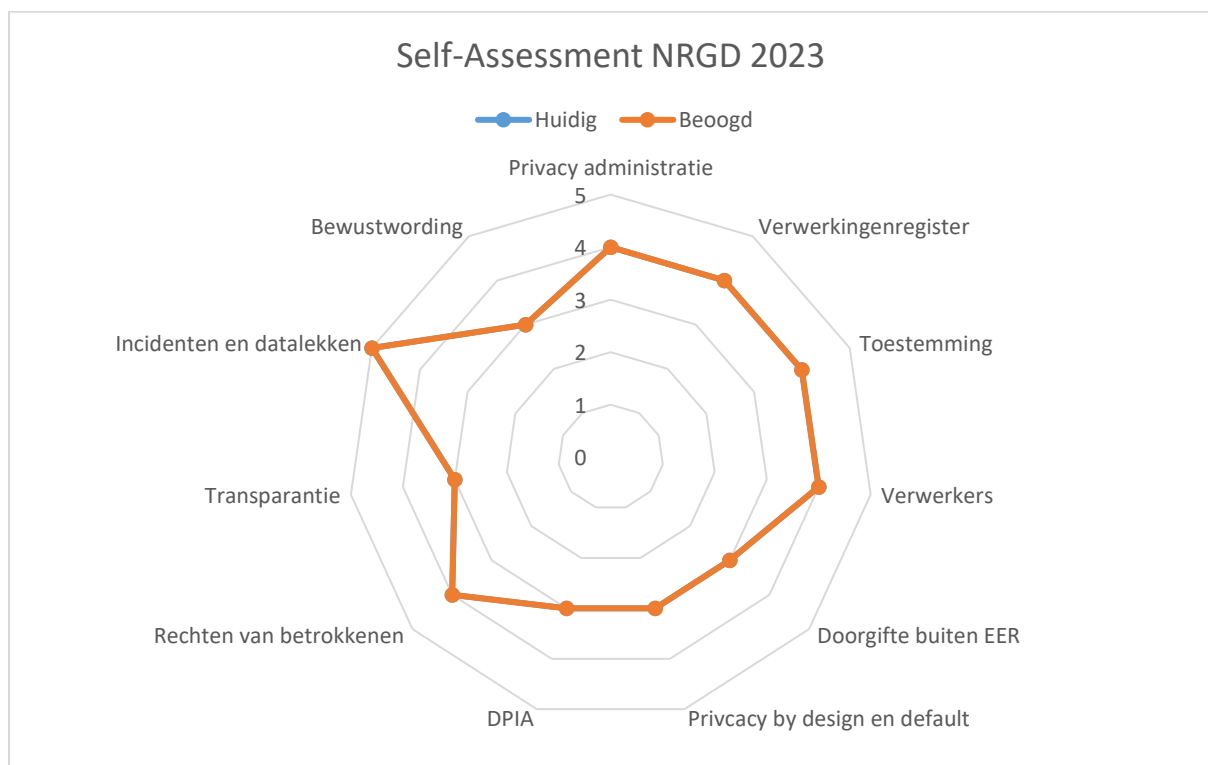 Self-Assessment NRGD 2023
Huidig Beoogd
Privacy administratie
Verwerkingenregister
Toestemming
Verwerkers
Doorgifte buiten EER
Privcacy by design en default
DPIA
Rechten van betrokkenen
Transparantie
Incidenten en datalekken
Bewustwording
5
4
3
2
1
0